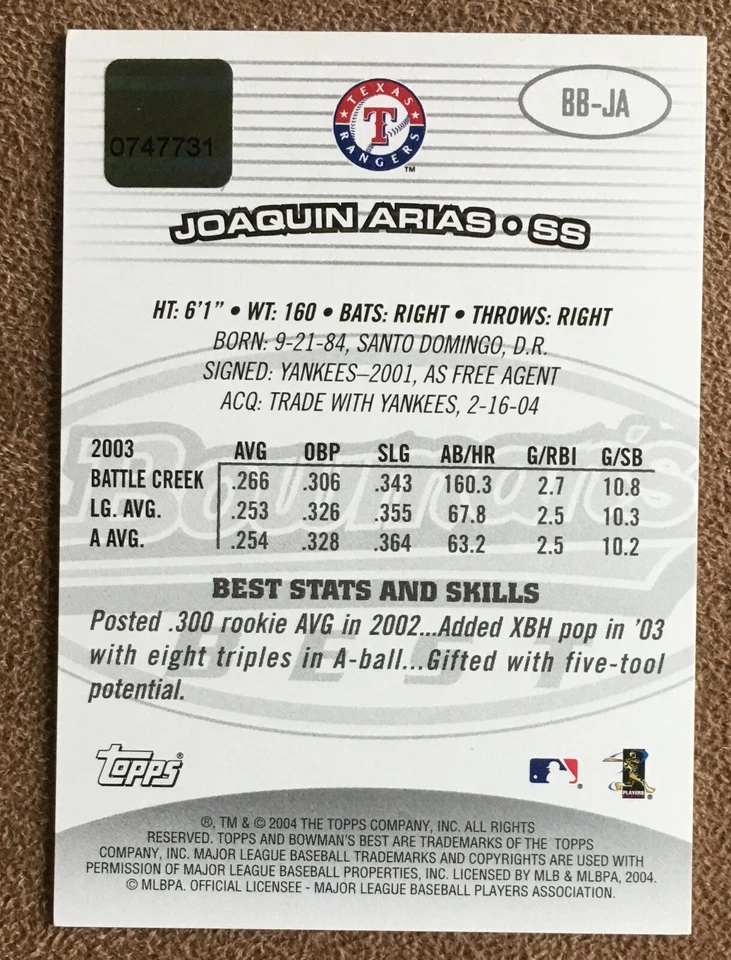 0747731
TEXAS
T
RANGERS
TM
BB-JA
JOAQUIN ARIAS • SS
HT: 6'1" • WT: 160 • BATS: RIGHT • THROWS: RIGHT
BORN: 9-21-84, SANTO DOMINGO, D.R.
SIGNED: YANKEES–2001, AS FREE AGENT
ACQ: TRADE WITH YANKEES, 2-16-04
2003 AVG OBP SLG AB/HR G/RBI G/SB
BATTLE CREEK .266 .306 .343 160.3 2.7 10.8
LG. AVG. .253 .326 .355 67.8 2.5 10.3
A AVG. .254 .328 .364 63.2 2.5 10.2
Bowman's
BEST
BEST STATS AND SKILLS
Posted .300 rookie AVG in 2002...Added XBH pop in '03
with eight triples in A-ball...Gifted with five-tool
potential.
Topps®
®
PLAYERS
®, TM & © 2004 THE TOPPS COMPANY, INC. ALL RIGHTS
RESERVED. TOPPS AND BOWMAN'S BEST ARE TRADEMARKS OF THE TOPPS
COMPANY, INC. MAJOR LEAGUE BASEBALL TRADEMARKS AND COPYRIGHTS ARE USED WITH
PERMISSION OF MAJOR LEAGUE BASEBALL PROPERTIES, INC. LICENSED BY MLB & MLBPA, 2004.
© MLBPA. OFFICIAL LICENSEE - MAJOR LEAGUE BASEBALL PLAYERS ASSOCIATION.